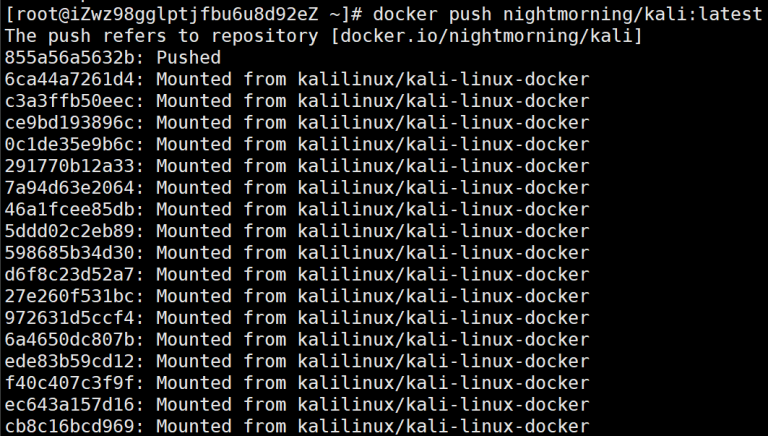 [root@iZwz98gglptjfbu6u8d92eZ ~]# docker push nightmorning/kali:latest
The push refers to repository [docker.io/nightmorning/kali]
855a56a5632b: Pushed
6ca44a7261d4: Mounted from kalilinux/kali-linux-docker
c3a3ffb50eec: Mounted from kalilinux/kali-linux-docker
ce9bd193896c: Mounted from kalilinux/kali-linux-docker
0c1de35e9b6c: Mounted from kalilinux/kali-linux-docker
291770b12a33: Mounted from kalilinux/kali-linux-docker
7a94d63e2064: Mounted from kalilinux/kali-linux-docker
46a1fcee85db: Mounted from kalilinux/kali-linux-docker
5ddd02c2eb89: Mounted from kalilinux/kali-linux-docker
598685b34d30: Mounted from kalilinux/kali-linux-docker
d6f8c23d52a7: Mounted from kalilinux/kali-linux-docker
27e260f531bc: Mounted from kalilinux/kali-linux-docker
972631d5ccf4: Mounted from kalilinux/kali-linux-docker
6a4650dc807b: Mounted from kalilinux/kali-linux-docker
ede83b59cd12: Mounted from kalilinux/kali-linux-docker
f40c407c3f9f: Mounted from kalilinux/kali-linux-docker
ec643a157d16: Mounted from kalilinux/kali-linux-docker
cb8c16bcd969: Mounted from kalilinux/kali-linux-docker